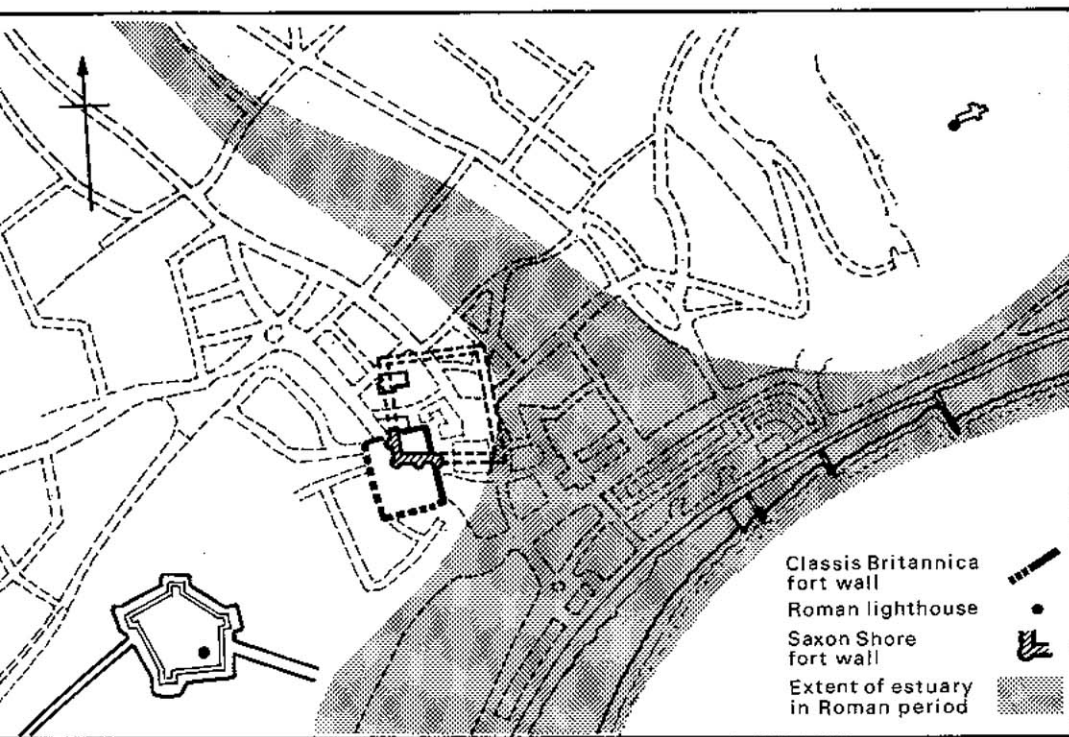 Classis Britannica
fort wall
Roman lighthouse
Saxon Shore
fort wall
Extent of estuary
in Roman period